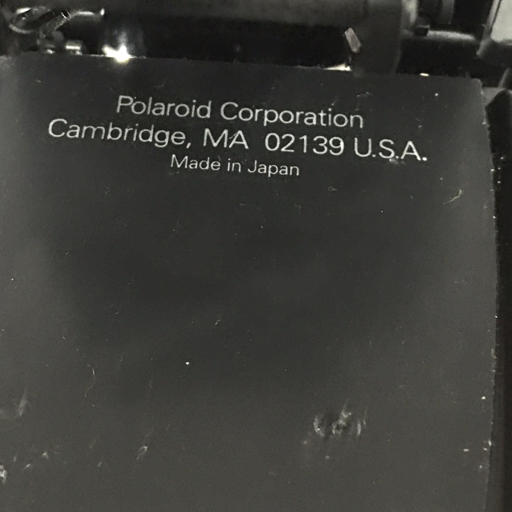 Polaroid Corporation
Cambridge, MA 02139 U.S.A.
Made in Japan